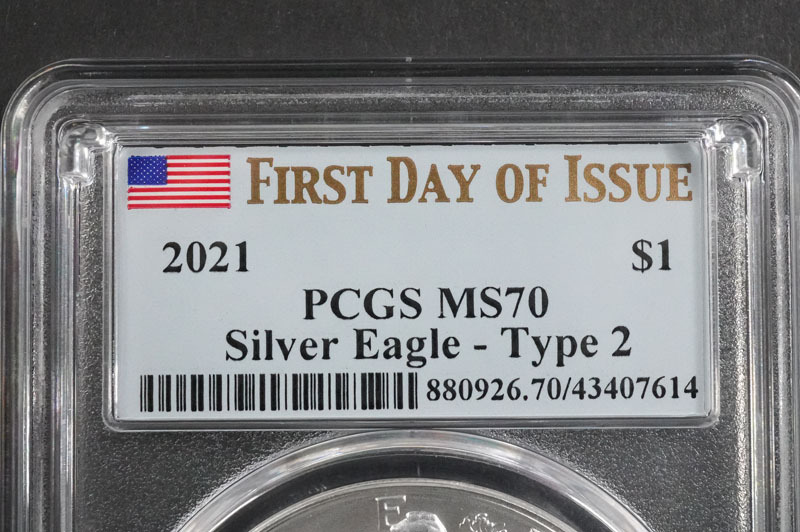 FIRST DAY OF ISSUE
2021 $1
PCGS MS70
Silver Eagle - Type 2
880926.70/43407614
E